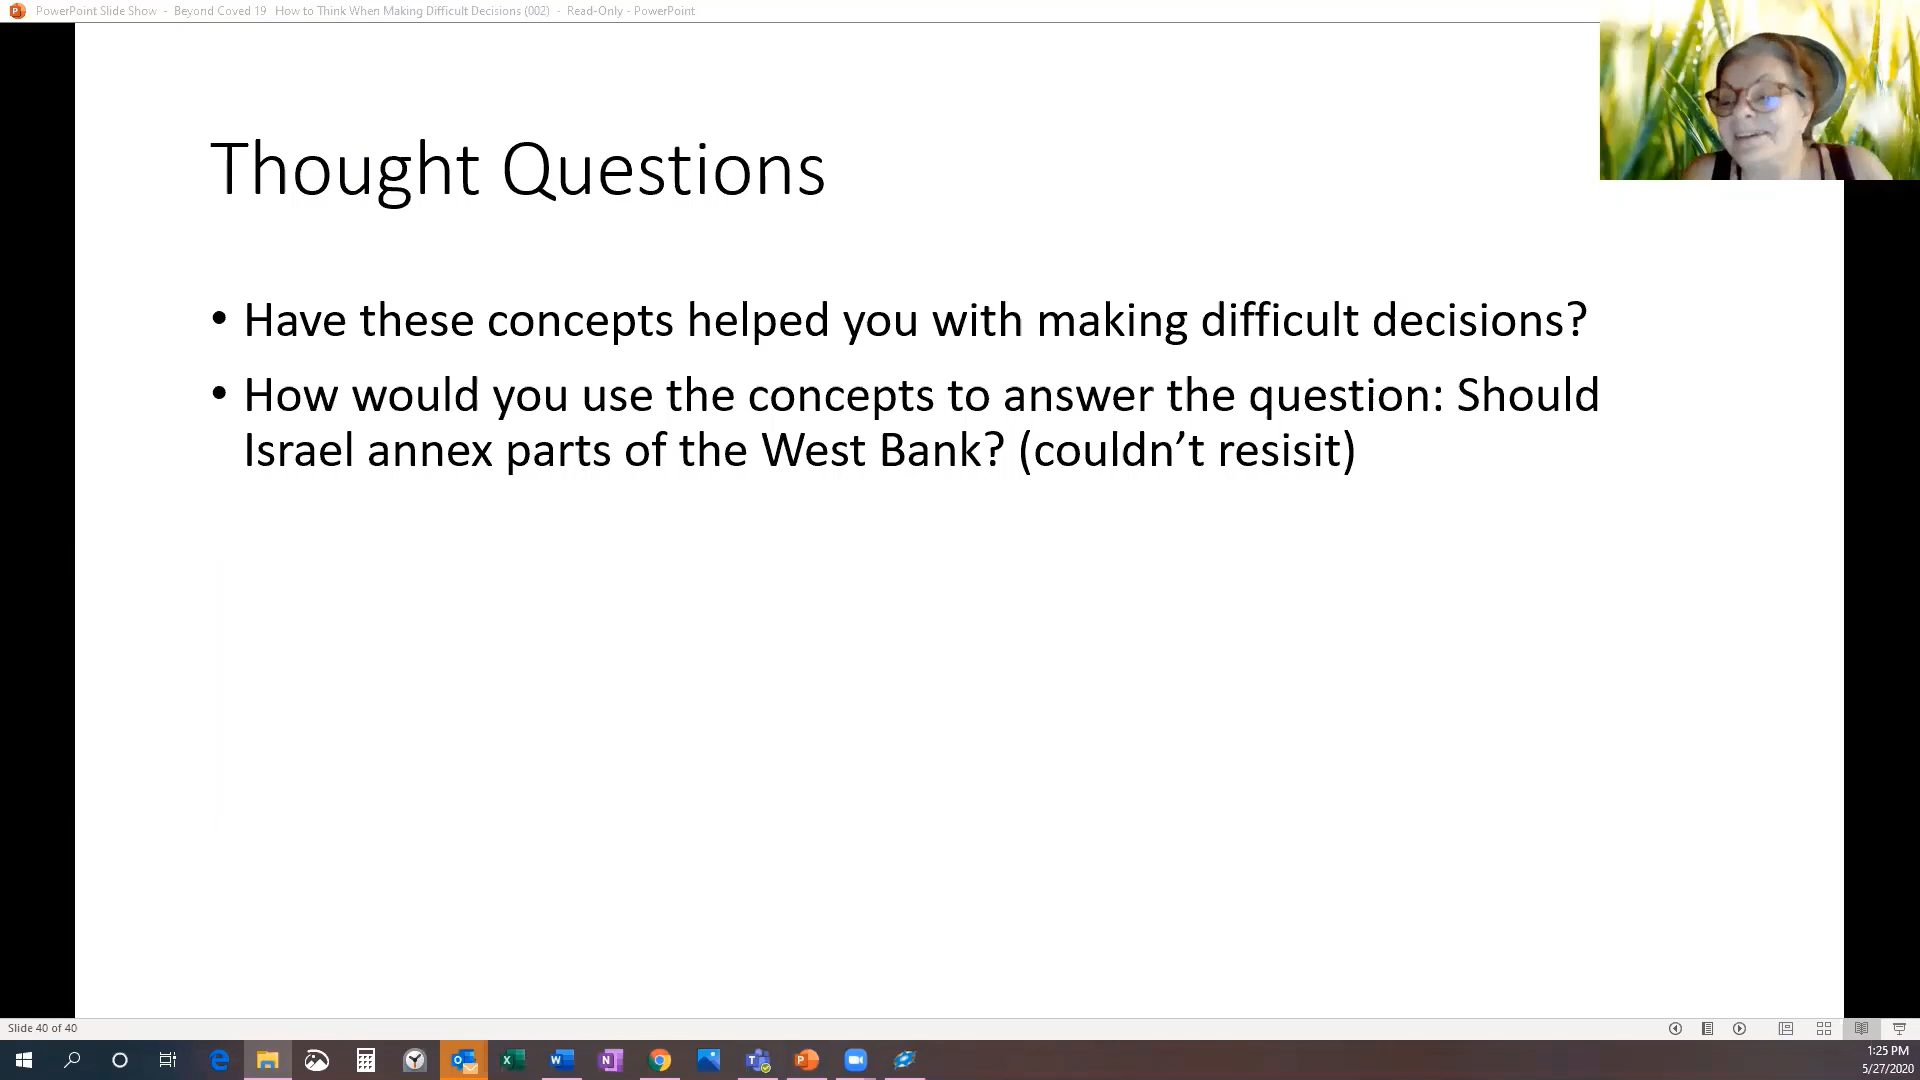 PowerPoint Slide Show - Beyond Coved 19 How to Think When Making Difficult Decisions (002) - Read-Only - PowerPoint
Thought Questions
• Have these concepts helped you with making difficult decisions?
• How would you use the concepts to answer the question: Should
Israel annex parts of the West Bank? (couldn’t resisit)
Slide 40 of 40
1:25 PM
5/27/2020